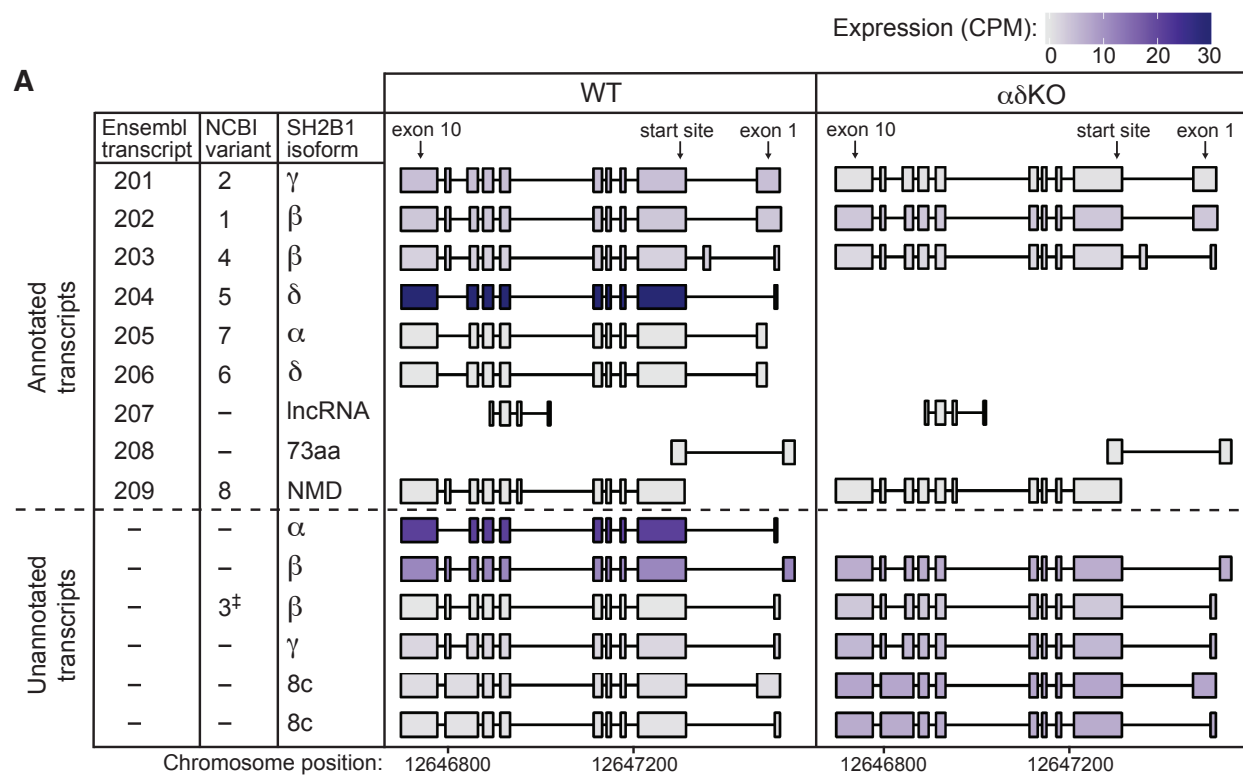 Expression (CPM):
0 10 20 30
A
WT αδKO
Ensembl transcript NCBI variant SH2B1 isoform
exon 10 start site exon 1 exon 10 start site exon 1
Annotated transcripts
201 2 γ
202 1 β
203 4 β
204 5 δ
205 7 α
206 6 δ
207 – lncRNA
208 – 73aa
209 8 NMD
Unannotated transcripts
– – α
– – β
– 3‡ β
– – γ
– – 8c
– – 8c
Chromosome position: 12646800 12647200 12646800 12647200